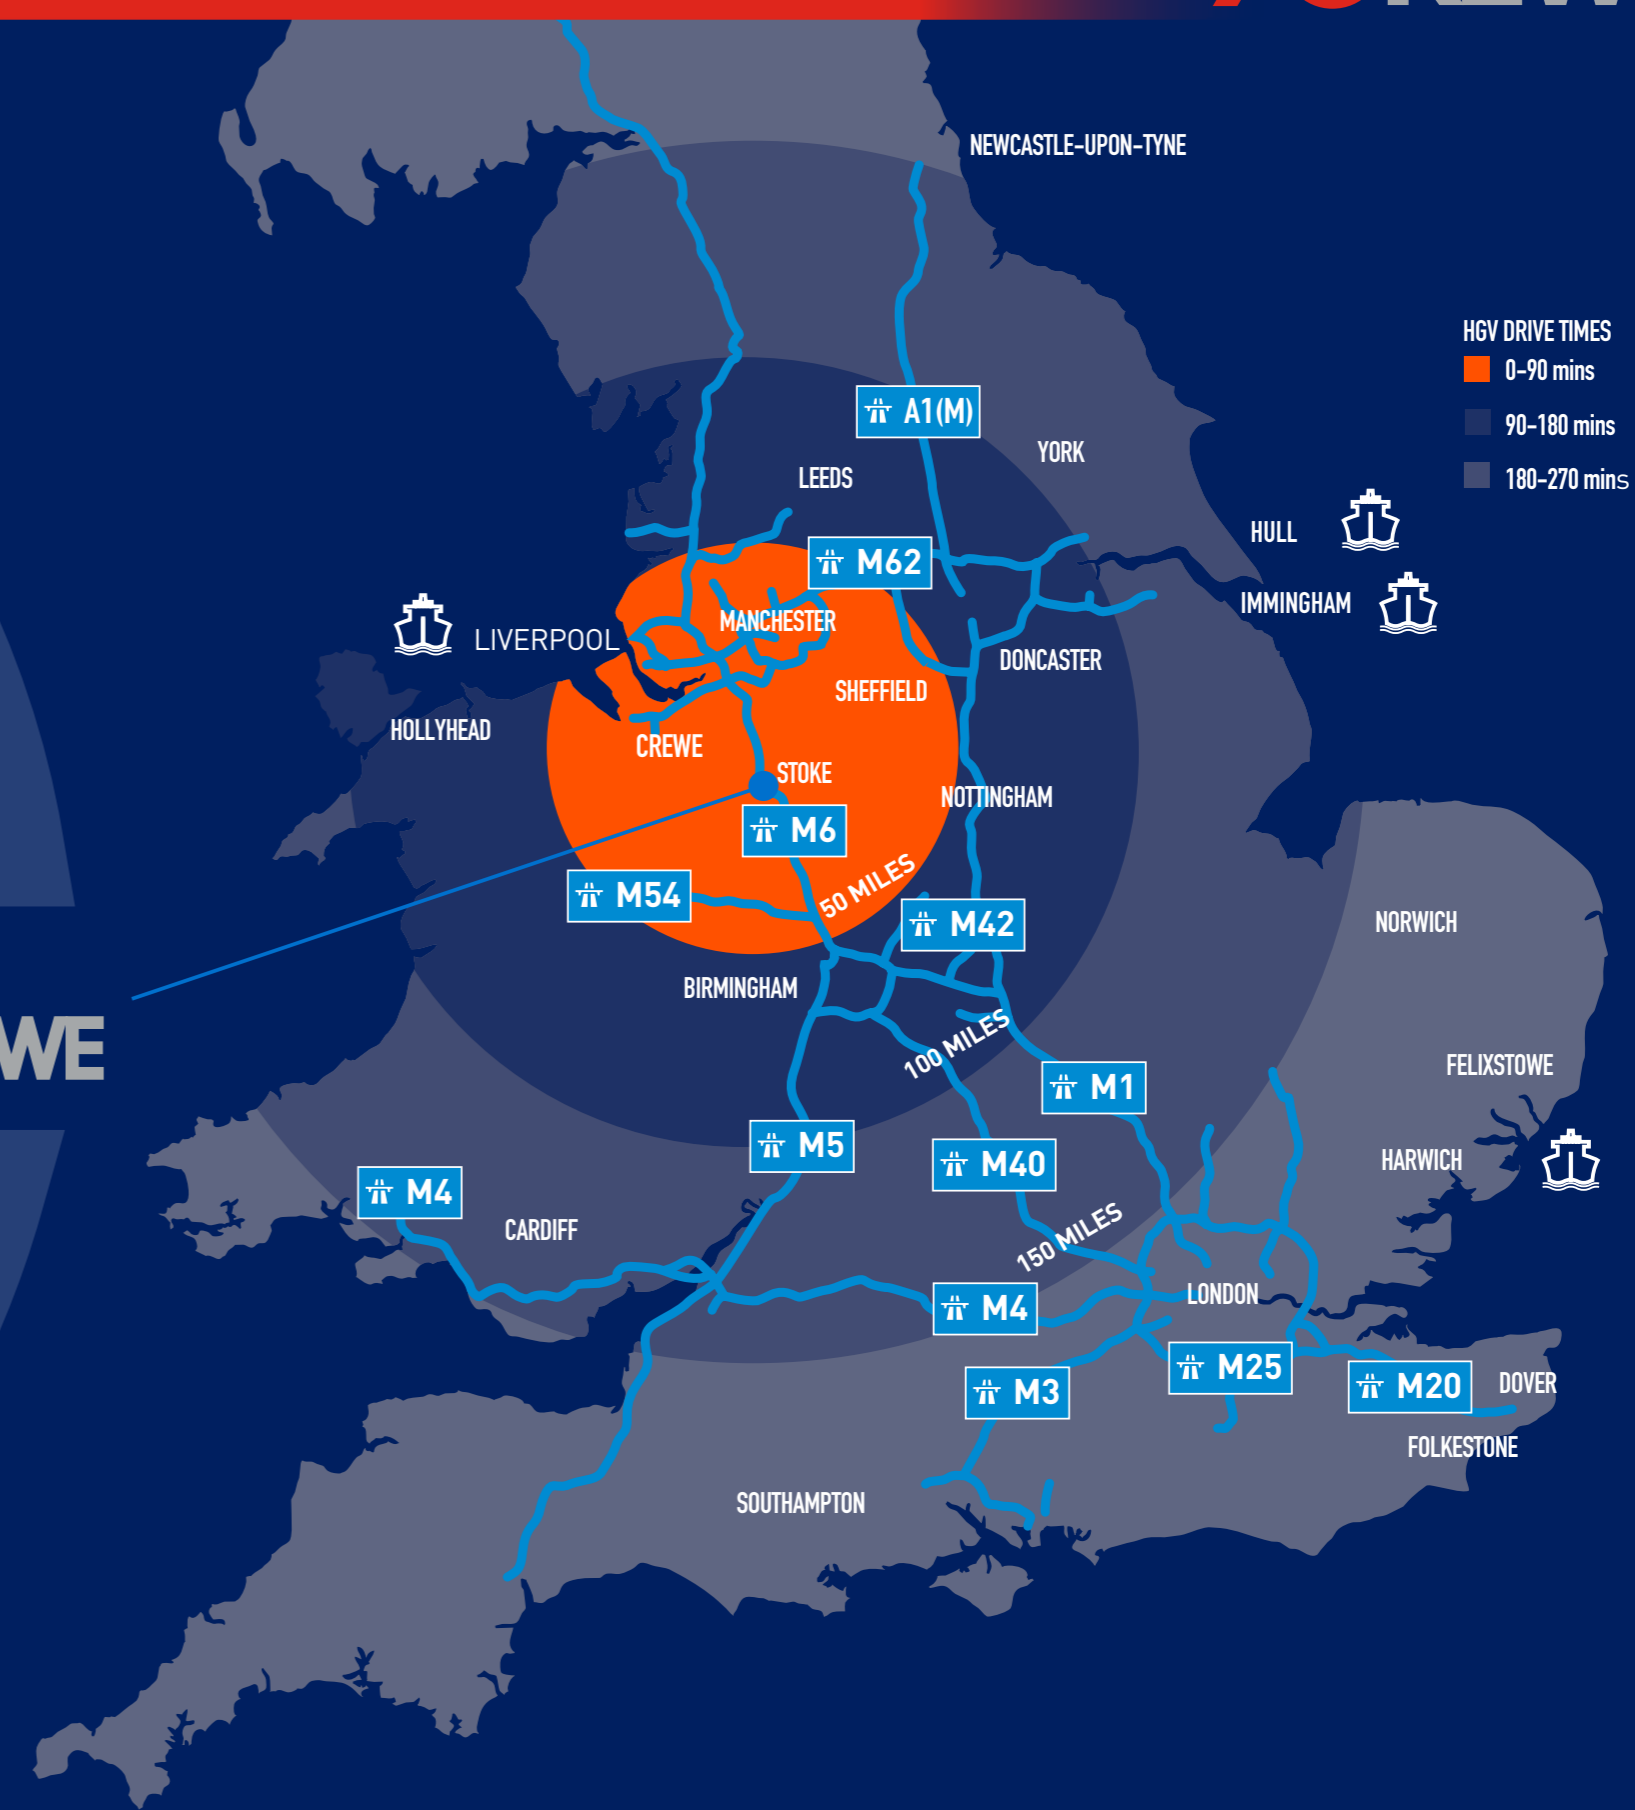 NEWCASTLE-UPON-TYNE
HGV DRIVE TIMES
0-90 mins
90-180 mins
180-270 mins
A1(M)
YORK
LEEDS
HULL
M62
IMMINGHAM
MANCHESTER
LIVERPOOL
DONCASTER
SHEFFIELD
HOLLYHEAD
CREWE
STOKE
NOTTINGHAM
M6
50 MILES
M54
M42
NORWICH
BIRMINGHAM
100 MILES
WE
FELIXSTOWE
M1
M5
M40
HARWICH
M4
CARDIFF
150 MILES
LONDON
M4
M25
M3
M20
DOVER
FOLKESTONE
SOUTHAMPTON